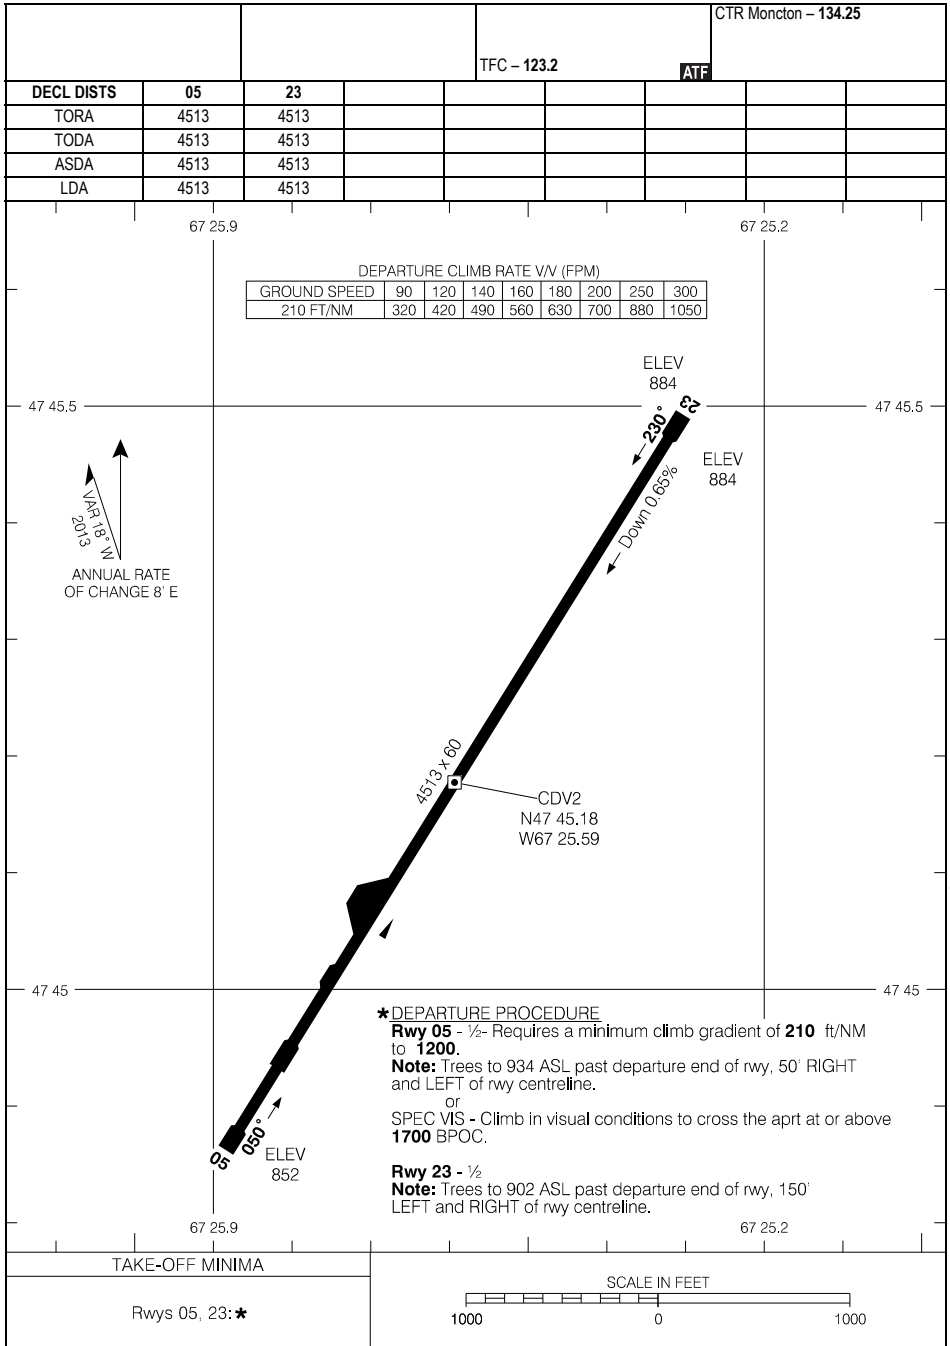 CTR Moncton – 134.25
TFC – 123.2
ATF
DECL DISTS 05 23
TORA 4513 4513
TODA 4513 4513
ASDA 4513 4513
LDA 4513 4513
67 25.9 67 25.2
DEPARTURE CLIMB RATE V/V (FPM)
GROUND SPEED 90 120 140 160 180 200 250 300
210 FT/NM 320 420 490 560 630 700 880 1050
ELEV
884
47 45.5 47 45.5
23
230°
ELEV
884
Down 0.65%
VAR 18° W
2013
ANNUAL RATE
OF CHANGE 8' E
4513 x 60
CDV2
N47 45.18
W67 25.59
47 45 47 45
*DEPARTURE PROCEDURE
Rwy 05 - ½- Requires a minimum climb gradient of 210 ft/NM
to 1200.
Note: Trees to 934 ASL past departure end of rwy, 50' RIGHT
and LEFT of rwy centreline.
or
SPEC VIS - Climb in visual conditions to cross the aprt at or above
1700 BPOC.
Rwy 23 - ½
Note: Trees to 902 ASL past departure end of rwy, 150'
LEFT and RIGHT of rwy centreline.
050°
05
ELEV
852
67 25.9 67 25.2
TAKE-OFF MINIMA
Rwys 05, 23:*
SCALE IN FEET
1000 0 1000